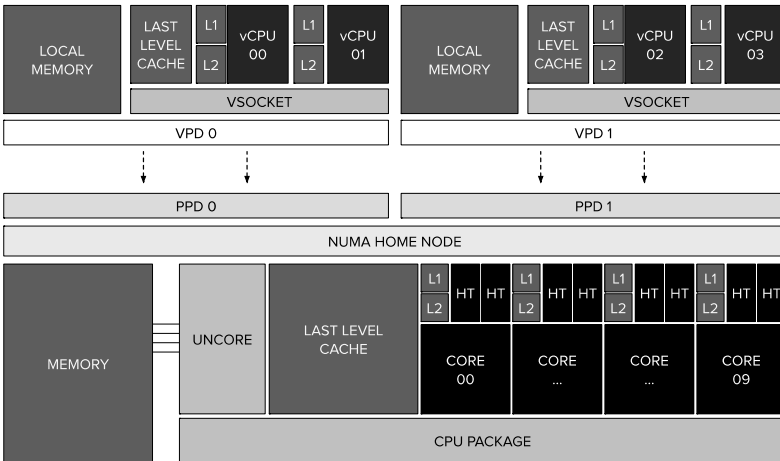 LOCAL
MEMORY
LAST
LEVEL
CACHE
L1
L2
vCPU
00
L1
L2
vCPU
01
VSOCKET
VPD 0
LOCAL
MEMORY
LAST
LEVEL
CACHE
L1
L2
vCPU
02
L1
L2
vCPU
03
VSOCKET
VPD 1
PPD 0
PPD 1
NUMA HOME NODE
MEMORY
UNCORE
LAST LEVEL
CACHE
L1
L2
HT
HT
CORE
00
L1
L2
HT
HT
CORE
...
L1
L2
HT
HT
CORE
...
L1
L2
HT
HT
CORE
09
CPU PACKAGE